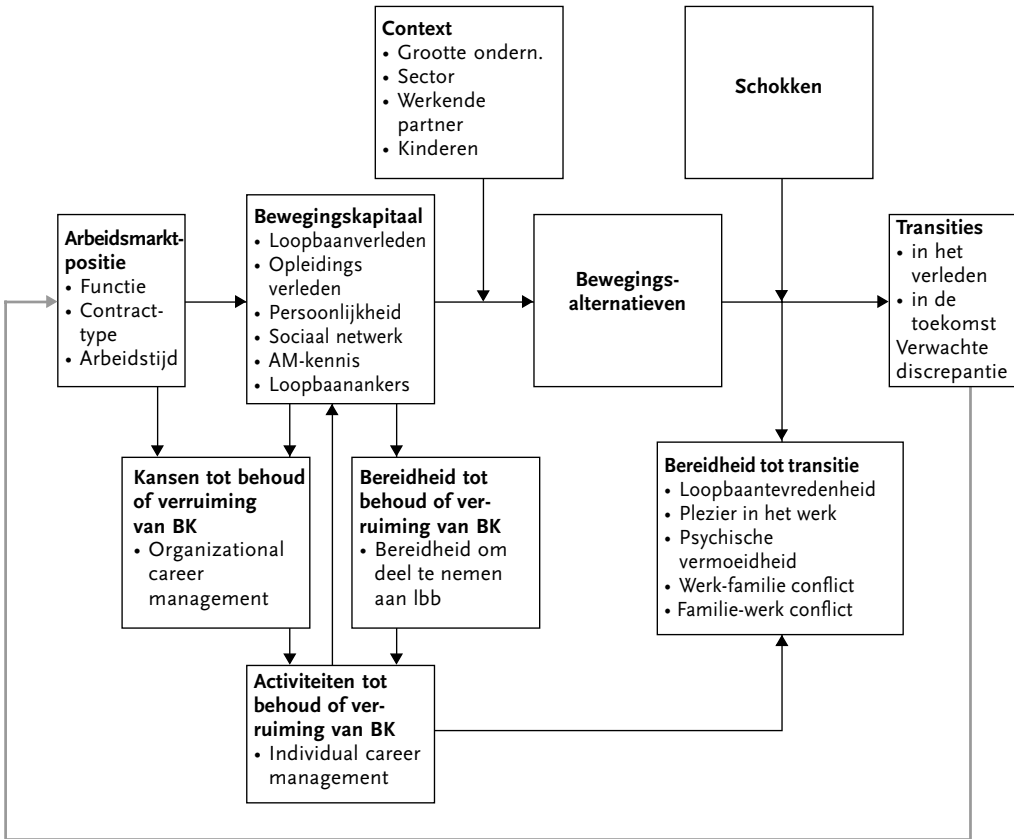 Context
• Grootte ondern.
• Sector
• Werkende
partner
• Kinderen
Schokken
Arbeidsmarkt-
positie
• Functie
• Contract-
type
• Arbeidstijd
Bewegingskapitaal
• Loopbaanverleden
• Opleidings
verleden
• Persoonlijkheid
• Sociaal netwerk
• AM-kennis
• Loopbaanankers
Bewegings-
alternatieven
Transities
• in het
verleden
• in de
toekomst
Verwachte
discrepantie
Kansen tot behoud
of verruiming
van BK
• Organizational
career
management
Bereidheid tot
behoud of ver-
ruiming van BK
• Bereidheid om
deel te nemen
aan lbb
Bereidheid tot transitie
• Loopbaantevredenheid
• Plezier in het werk
• Psychische
vermoeidheid
• Werk-familie conflict
• Familie-werk conflict
Activiteiten tot
behoud of ver-
ruiming van BK
• Individual career
management